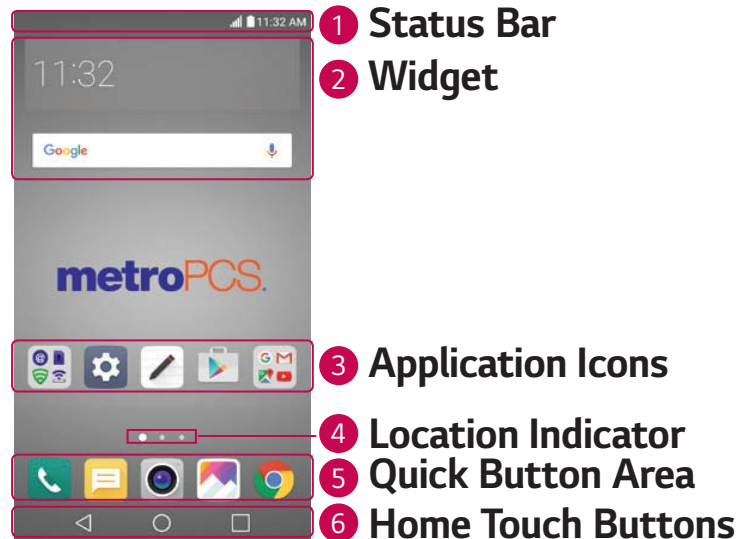 11:32 AM
1 Status Bar
11:32
2 Widget
Google
metroPCS.
G M
3 Application Icons
4 Location Indicator
5 Quick Button Area
6 Home Touch Buttons